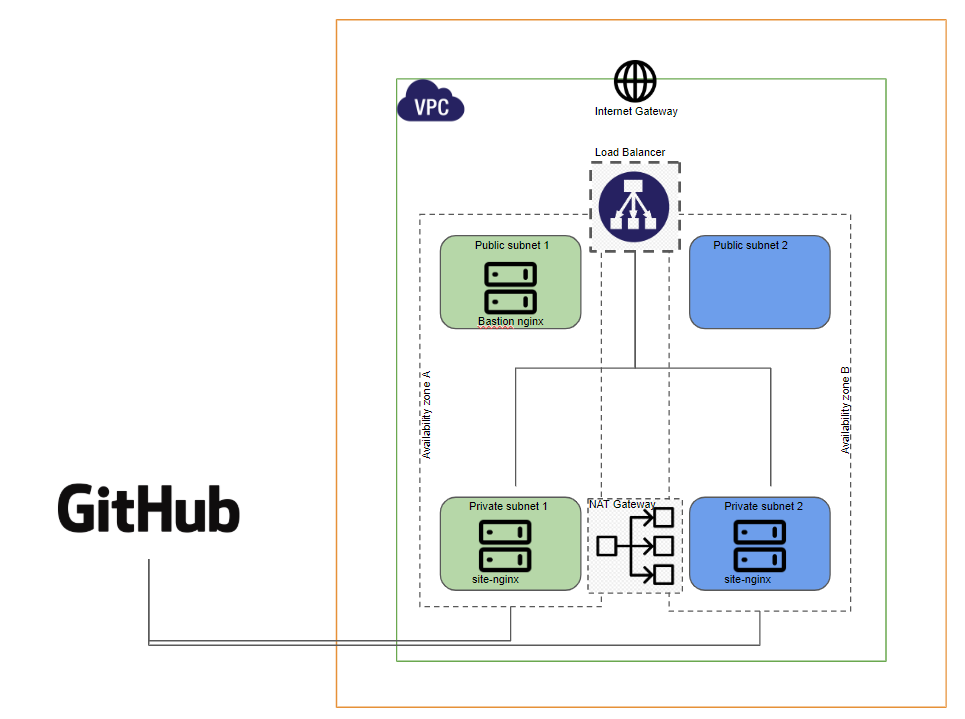 VPC
Internet Gateway
Load Balancer
Public subnet 1
Public subnet 2
Bastion nginx
Availability zone A
Availability zone B
GitHub
Private subnet 1
NAT Gateway
Private subnet 2
site-nginx
site-nginx